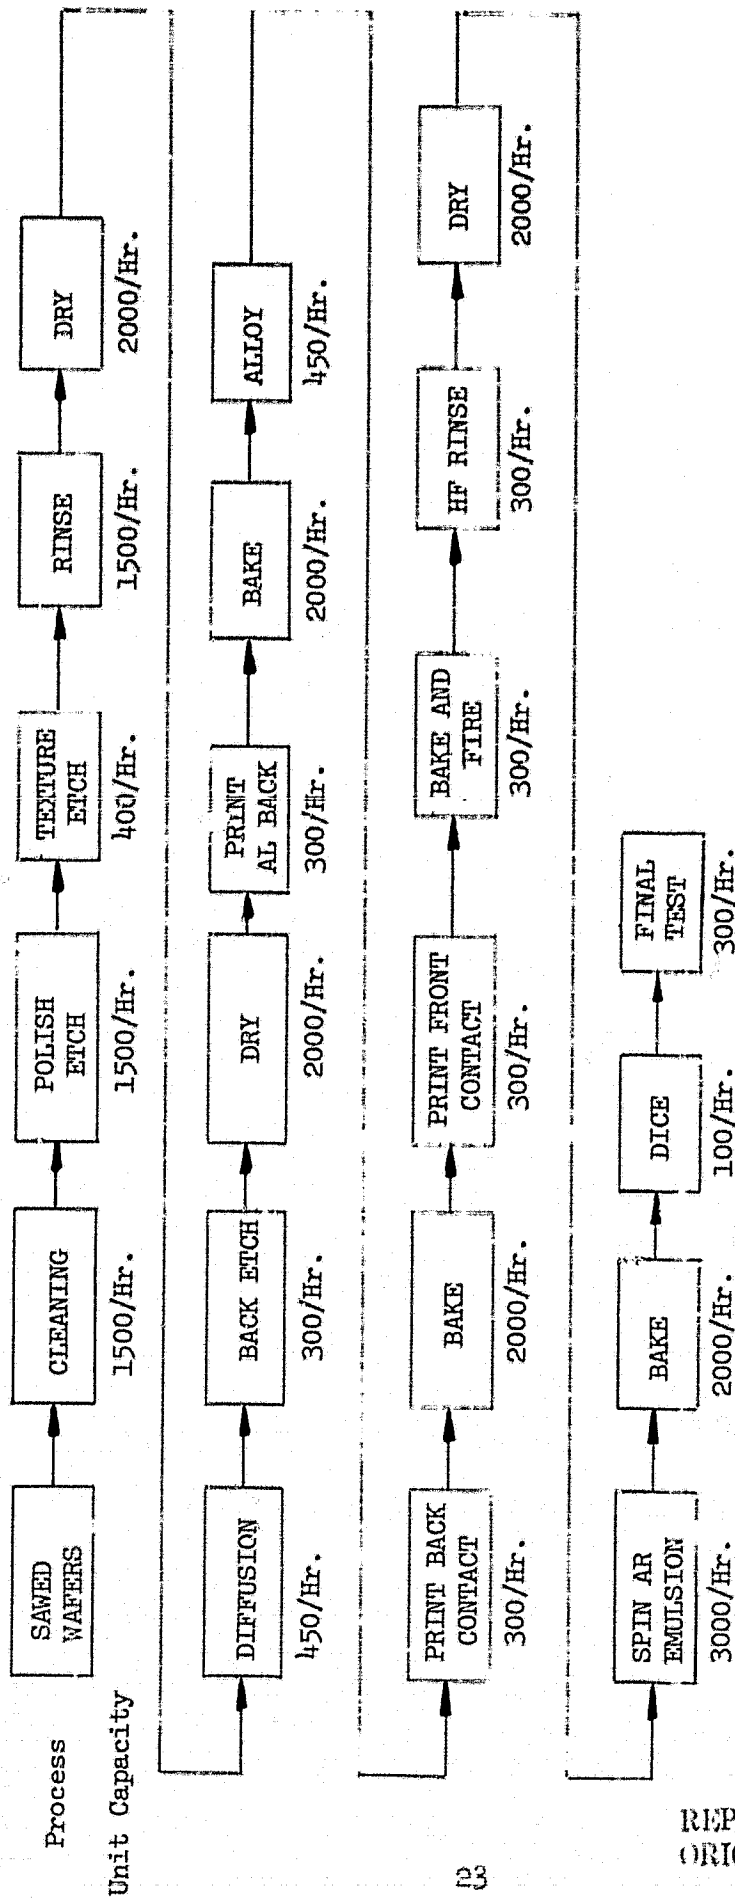 Process
SAWED
WAFERS
CLEANING
POLISH
ETCH
TEXTURE
ETCH
RINSE
DRY
Unit Capacity
1500/Hr.
1500/Hr.
400/Hr.
1500/Hr.
2000/Hr.
DIFFUSION
BACK ETCH
DRY
PRINT
AL BACK
BAKE
ALLOY
450/Hr.
300/Hr.
2000/Hr.
300/Hr.
2000/Hr.
450/Hr.
PRINT BACK
CONTACT
BAKE
PRINT FRONT
CONTACT
BAKE AND
FIRE
HF RINSE
DRY
300/Hr.
2000/Hr.
300/Hr.
300/Hr.
300/Hr.
2000/Hr.
SPIN AR
EMULSION
BAKE
DICE
FINAL
TEST
3000/Hr.
2000/Hr.
100/Hr.
300/Hr.
23
REP
ORIG